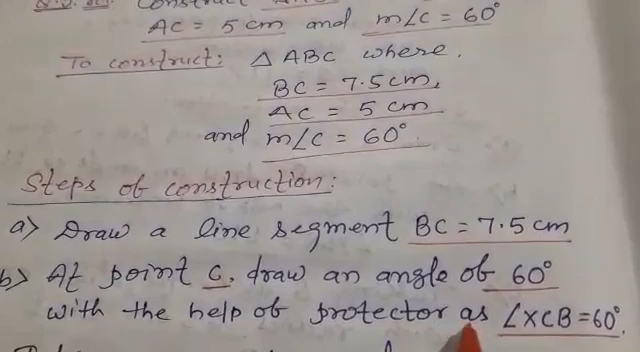 Construct
AC = 5 cm and m∠C = 60°
To construct: △ ABC where,
BC = 7.5 cm,
AC = 5 cm
and m∠C = 60°.
Steps of construction:
a) Draw a line segment BC = 7.5 cm
b) At point C, draw an angle of 60°
with the help of protector as ∠XCB = 60°.